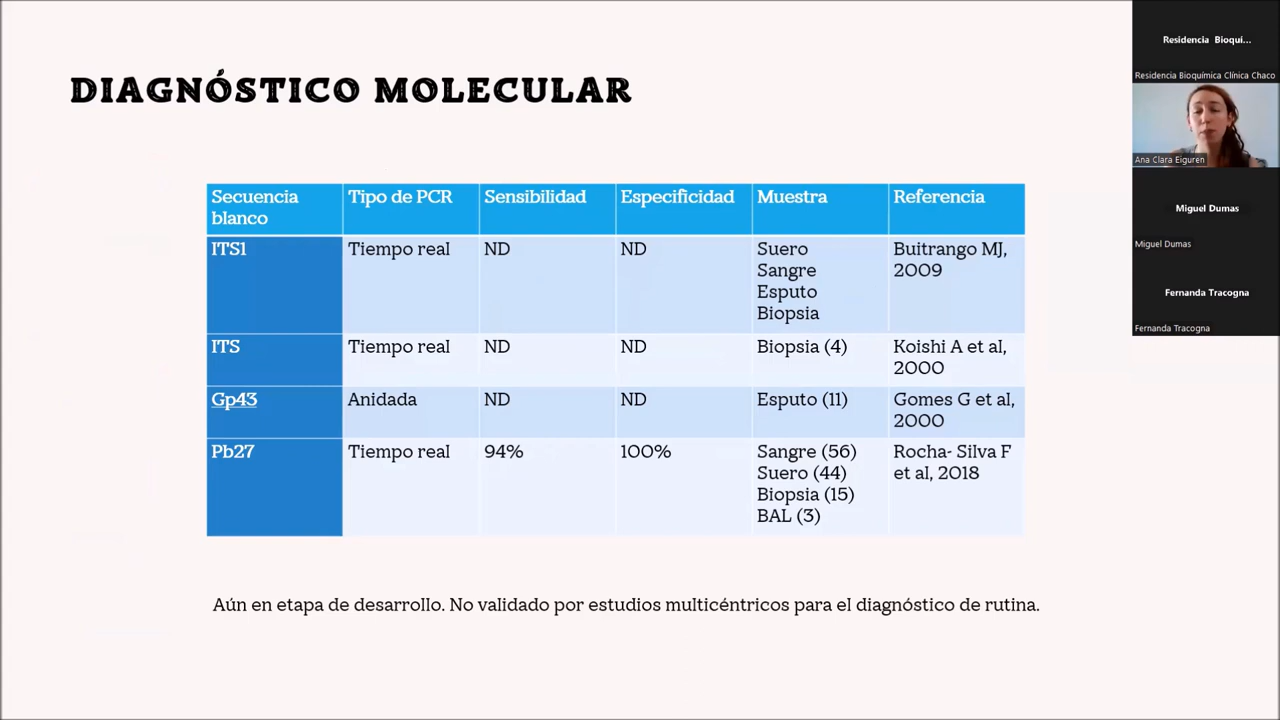 DIAGNÓSTICO MOLECULAR
Secuencia blanco | Tipo de PCR | Sensibilidad | Especificidad | Muestra | Referencia
ITS1 | Tiempo real | ND | ND | Suero Sangre Esputo Biopsia | Buitrango MJ, 2009
ITS | Tiempo real | ND | ND | Biopsia (4) | Koishi A et al, 2000
Gp43 | Anidada | ND | ND | Esputo (11) | Gomes G et al, 2000
Pb27 | Tiempo real | 94% | 100% | Sangre (56) Suero (44) Biopsia (15) BAL (3) | Rocha- Silva F et al, 2018
Aún en etapa de desarrollo. No validado por estudios multicéntricos para el diagnóstico de rutina.
Residencia Bioqui...
Residencia Bioquímica Clínica Chaco
Ana Clara Eiguren
Miguel Dumas
Miguel Dumas
Fernanda Tracogna
Fernanda Tracogna